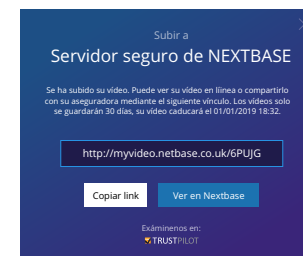 Subir a
Servidor seguro de NEXTBASE
Se ha subido su vídeo. Puede ver su vídeo en líinea o compartirlo
con su aseguradora mediante el siguiente vínculo. Los vídeos solo
se guardarán 30 días, su vídeo caducará el 01/01/2019 18:32.
http://myvideo.netbase.co.uk/6PUJG
Copiar link
Ver en Nextbase
Exáminenos en:
TRUSTPILOT